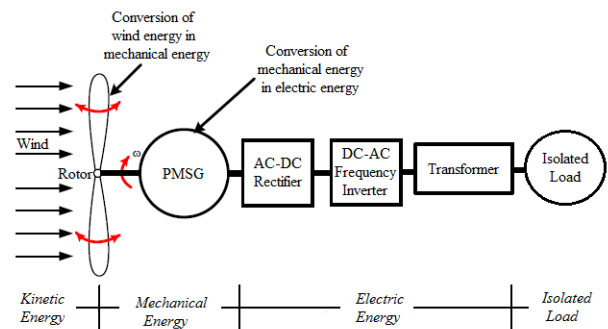 Conversion of
wind energy in
mechanical energy
Conversion of
mechanical energy
in electric energy
Wind
Rotor
ω
PMSG
AC-DC
Rectifier
DC-AC
Frequency
Inverter
Transformer
Isolated
Load
Kinetic
Energy
Mechanical
Energy
Electric
Energy
Isolated
Load